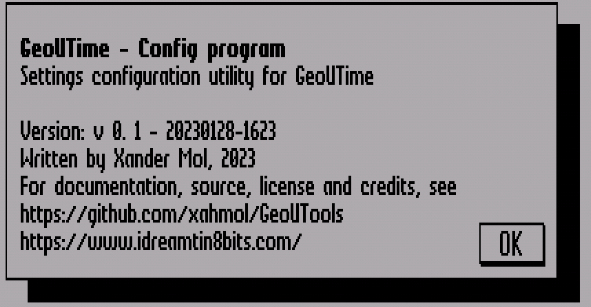 GeoUTime - Config program
Settings configuration utility for GeoUTime
Version: v 0. 1 - 20230128-1623
Written by Xander Mol, 2023
For documentation, source, license and credits, see
https://github.com/xahmol/GeoUTools
https://www.idreamtin8bits.com/
OK